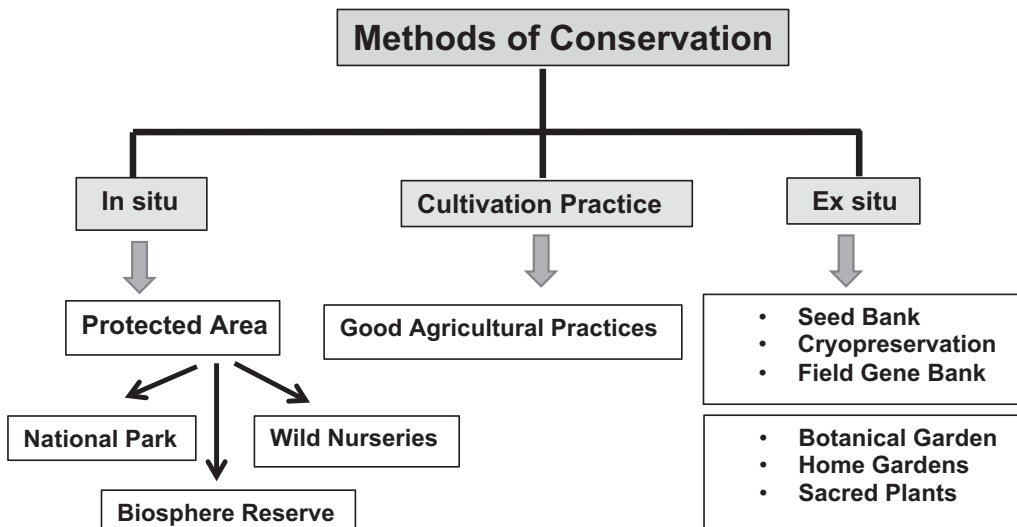 Methods of Conservation
In situ
Cultivation Practice
Ex situ
Protected Area
Good Agricultural Practices
• Seed Bank
• Cryopreservation
• Field Gene Bank
National Park
Wild Nurseries
Biosphere Reserve
• Botanical Garden
• Home Gardens
• Sacred Plants